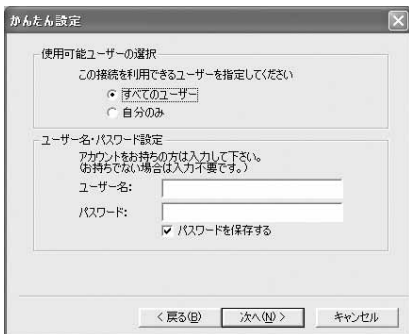 かんたん設定
使用可能ユーザーの選択
この接続を利用できるユーザーを指定してください
すべてのユーザー
自分のみ
ユーザー名・パスワード設定
アカウントをお持ちの方は入力して下さい。
(お持ちでない場合は入力不要です。)
ユーザー名:
パスワード:
パスワードを保存する
< 戻る(B)
次へ(N) >
キャンセル